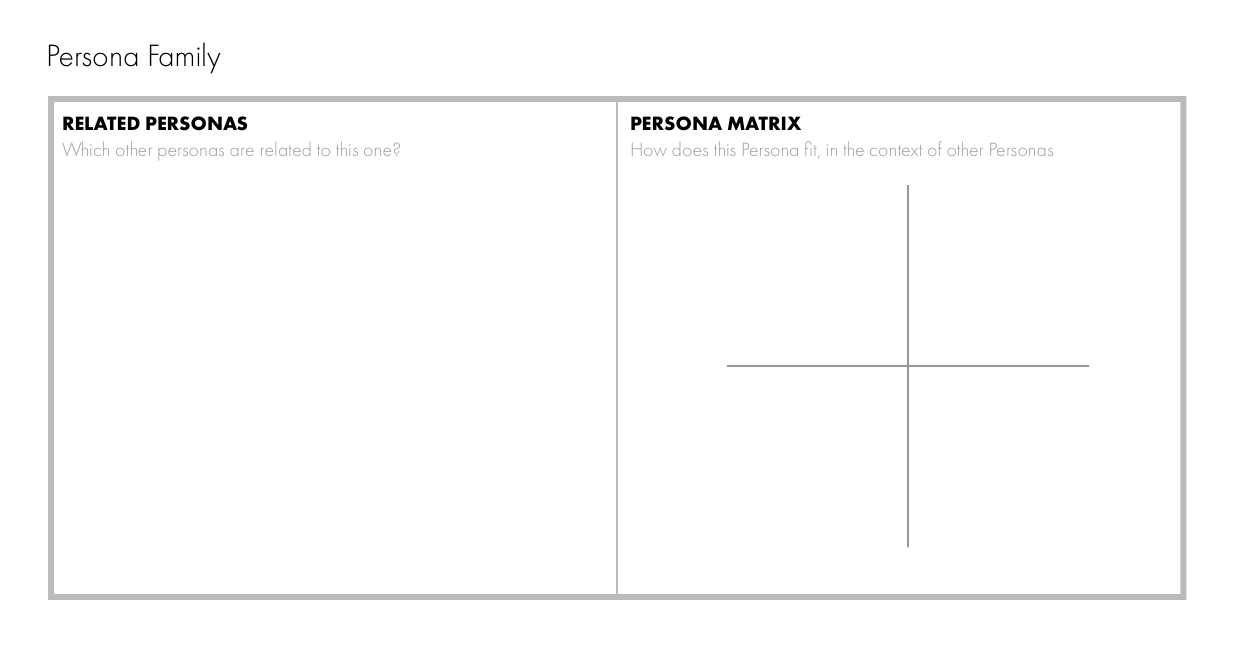 Persona Family
RELATED PERSONAS
Which other personas are related to this one?
PERSONA MATRIX
How does this Persona fit, in the context of other Personas